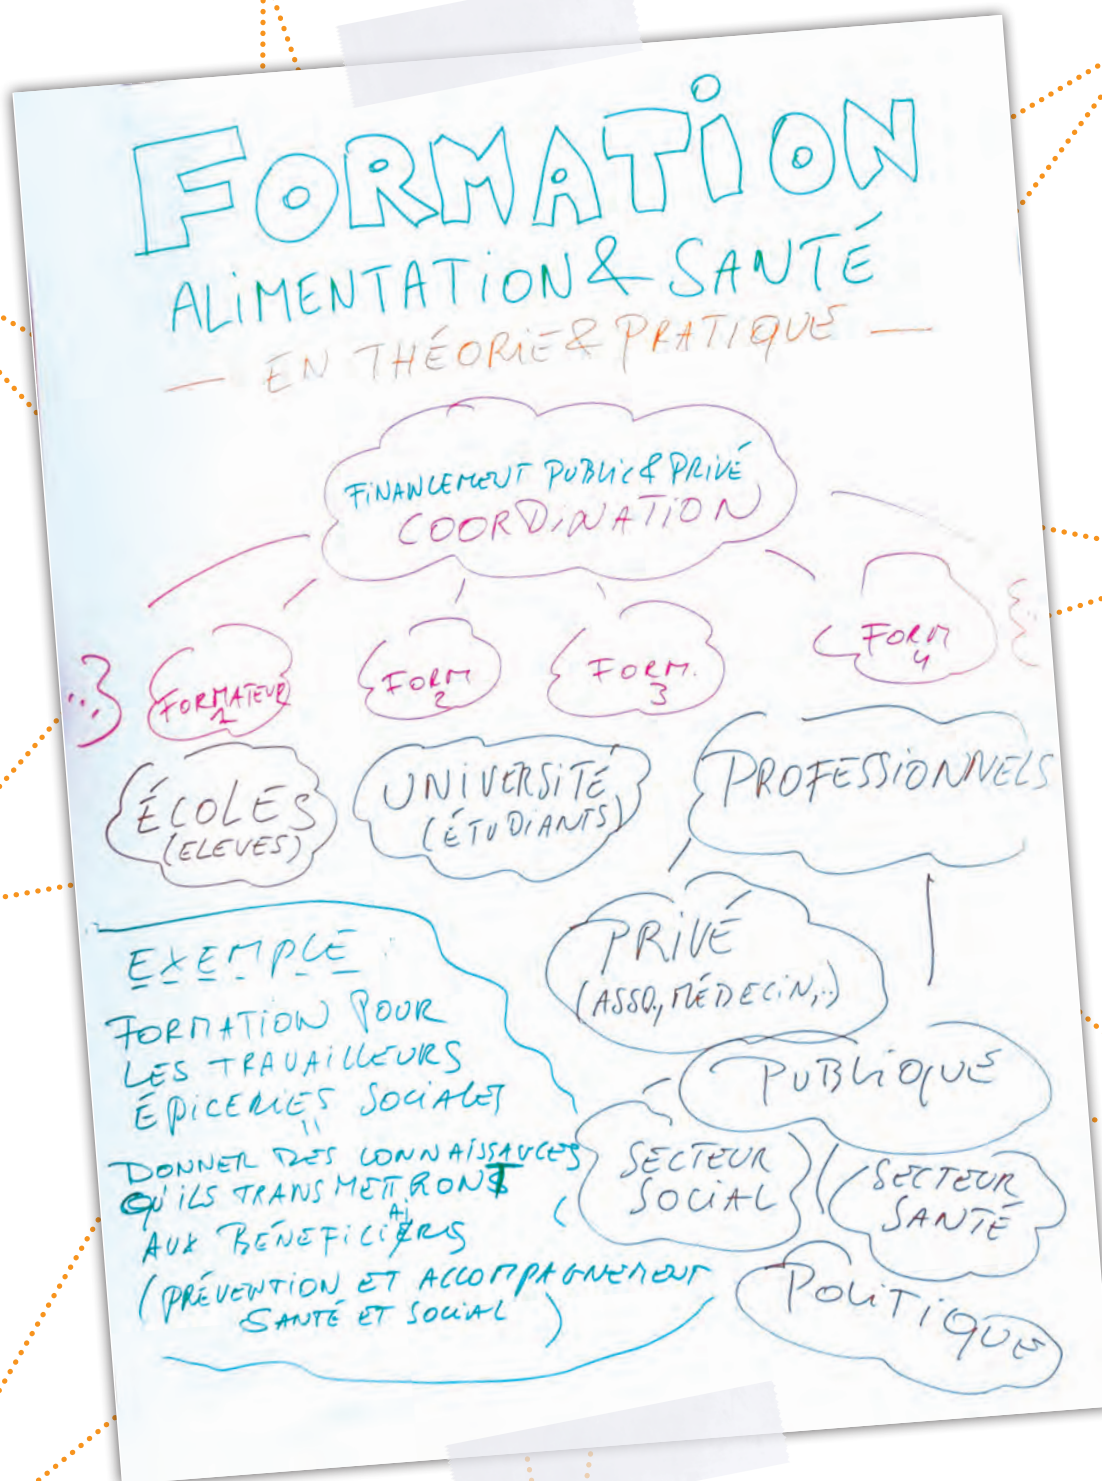 FORMATION
ALIMENTATION & SANTÉ
— EN THÉORIE & PRATIQUE —
FINANCEMENT PUBLIC & PRIVÉ
COORDINATION
FORMATEUR
1
FORM
2
FORM.
3
FORM
4
ÉCOLES
(ELEVES)
UNIVERSITÉ
(ÉTUDIANTS)
PROFESSIONNELS
PRIVÉ
(ASSO, MÉDECIN,..)
PUBLIQUE
SECTEUR
SOCIAL
SECTEUR
SANTÉ
POLITIQUE
EXEMPLE :
FORMATION POUR
LES TRAVAILLEURS
ÉPICERIES SOCIALES
"
DONNER DES CONNAISSANCES
QU'ILS TRANSMETTRONT
AUX BÉNEFICIAIRES
(PRÉVENTION ET ACCOMPAGNEMENT
SANTÉ ET SOCIAL)